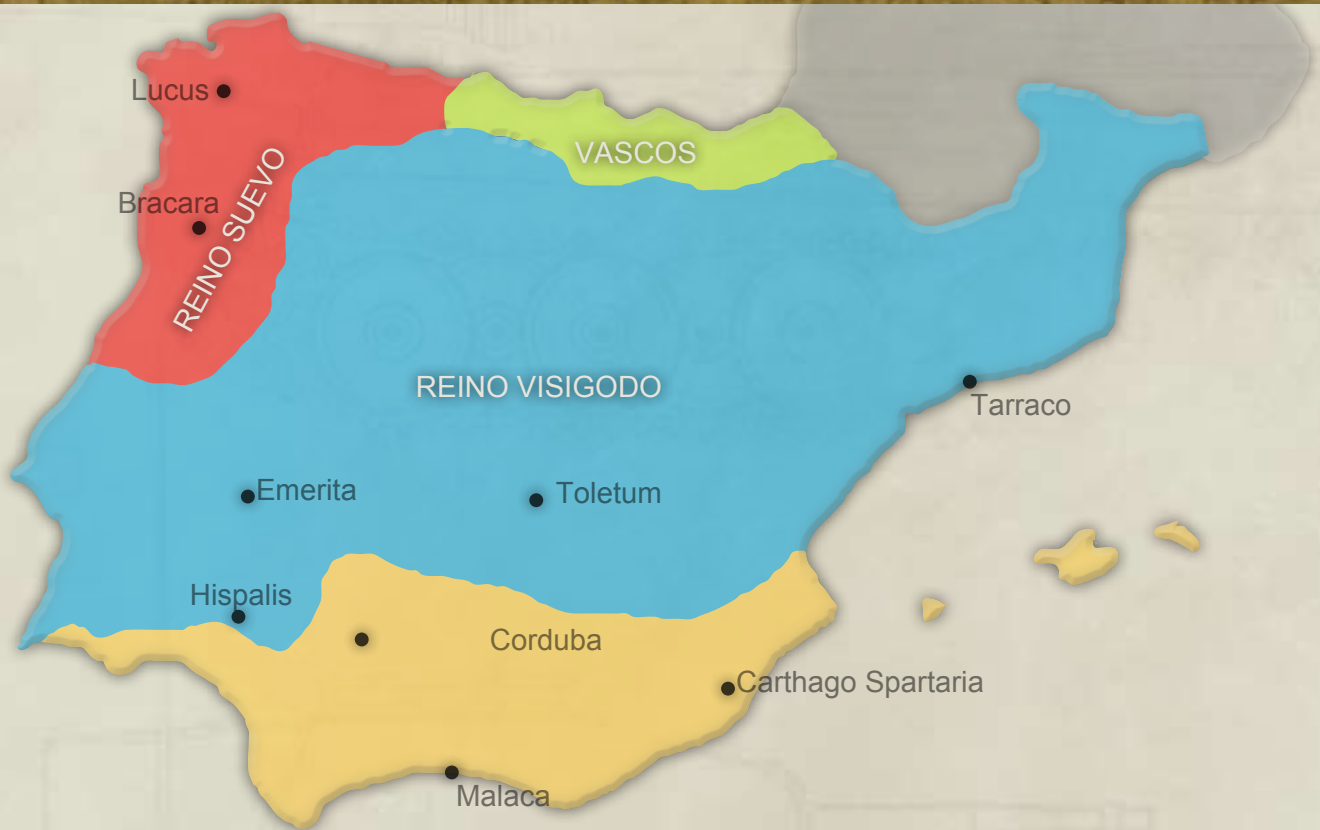 Lucus
VASCOS
Bracara
REINO SUEVO
REINO VISIGODO
Tarraco
Emerita
Toletum
Hispalis
Corduba
Carthago Spartaria
Malaca